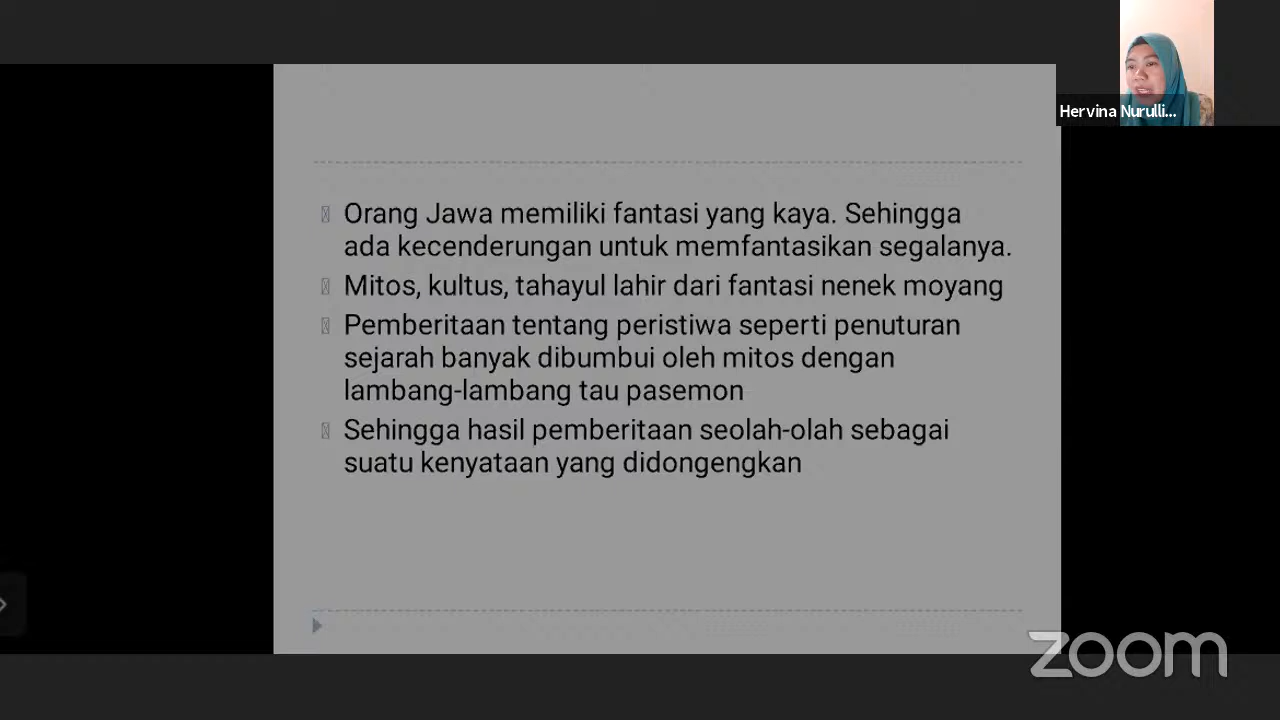 Hervina Nurulli...
Orang Jawa memiliki fantasi yang kaya. Sehingga
ada kecenderungan untuk memfantasikan segalanya.
Mitos, kultus, tahayul lahir dari fantasi nenek moyang
Pemberitaan tentang peristiwa seperti penuturan
sejarah banyak dibumbui oleh mitos dengan
lambang-lambang tau pasemon
Sehingga hasil pemberitaan seolah-olah sebagai
suatu kenyataan yang didongengkan
zoom